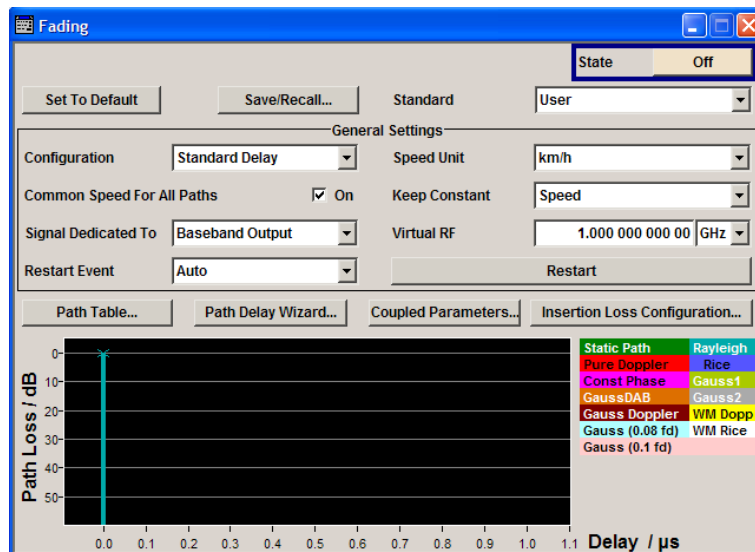 Fading
State Off
Set To Default Save/Recall... Standard User
General Settings
Configuration Standard Delay Speed Unit km/h
Common Speed For All Paths On Keep Constant Speed
Signal Dedicated To Baseband Output Virtual RF 1.000 000 000 00 GHz
Restart Event Auto Restart
Path Table... Path Delay Wizard... Coupled Parameters... Insertion Loss Configuration...
Static Path Rayleigh
Pure Doppler Rice
Const Phase Gauss1
GaussDAB Gauss2
Gauss Doppler WM Dopp
Gauss (0.08 fd) WM Rice
Gauss (0.1 fd)
Path Loss / dB
0
10
20
30
40
50
0.0 0.1 0.2 0.3 0.4 0.5 0.6 0.7 0.8 0.9 1.0 1.1 Delay / µs